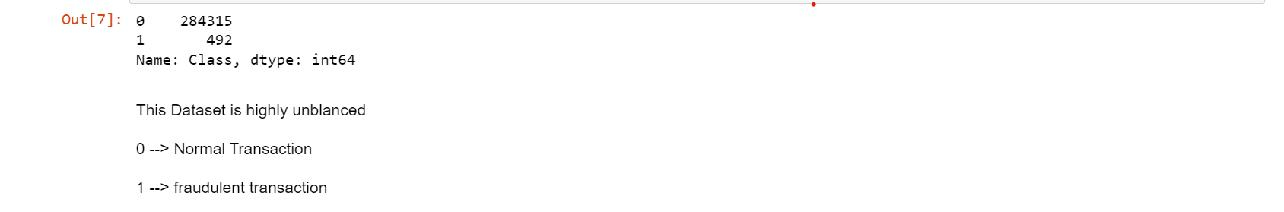 Out[7]: 0    284315
1       492
Name: Class, dtype: int64
This Dataset is highly unblanced
0 --> Normal Transaction
1 --> fraudulent transaction